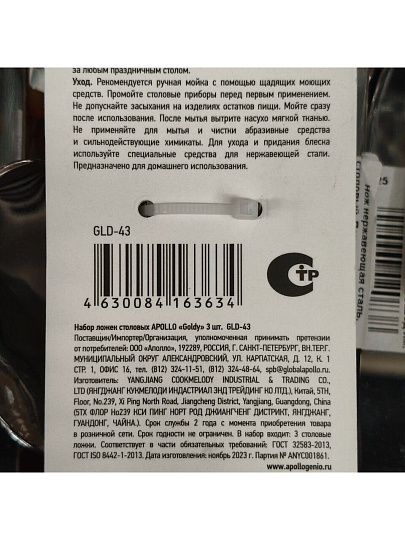 за любым праздничным столом.
Уход. Рекомендуется ручная мойка с помощью щадящих моющих
средств. Промойте столовые приборы перед первым применением.
Не допускайте засыхания на изделиях остатков пищи. Мойте сразу
после использования. После мытья вытрите насухо мягкой тканью.
Не применяйте для мытья и чистки абразивные средства
и сильнодействующие химикаты. Для ухода и придания блеска
используйте специальные средства для нержавеющей стали.
Предназначено для домашнего использования.
GLD-43
4 630084 163634
СТР
Набор ложек столовых APOLLO «Goldy» 3 шт. GLD-43
Поставщик/Импортер/Организация, уполномоченная принимать претензии
от потребителей: ООО «Аполло», 192289, РОССИЯ, Г. САНКТ-ПЕТЕРБУРГ, ВН.ТЕР.Г.
МУНИЦИПАЛЬНЫЙ ОКРУГ АЛЕКСАНДРОВСКИЙ, УЛ. КАРПАТСКАЯ, Д. 12, К. 1
СТР. 1, ОФИС 16, тел. (812) 324-11-51, (812) 324-48-64, spb@globalapollo.ru.
Изготовитель: YANGJIANG COOKMELODY INDUSTRIAL & TRADING CO.,
LTD (ЯНГДЖАНГ КУКМЕЛОДИ ИНДАСТРИЕЛ ЭНД ТРЕЙДИНГ КО ЛТД.), Китай, 5TH,
Floor, No.239, Xi Ping North Road, Jiangcheng District, Yangjiang, Guangdong, China
(5ТХ ФЛОР Но239 КСИ ПИНГ НОРТ РОД ДЖИАНГЧЕНГ ДИСТРИКТ, ЯНГДЖАНГ,
ГУАНДОНГ, ЧАЙНА.). Срок службы 2 года с момента приобретения товара
в розничной сети. Срок годности не ограничен. В наборе: 3 столовые
ложки. Соответствует в части обязательных требований: ГОСТ 32583-2013,
ГОСТ ISO 8442-1-2013. Дата изготовления: ноябрь 2023 г. Партия № ANYC001861.
www.apollogenio.ru
нож нержавеющая сталь,